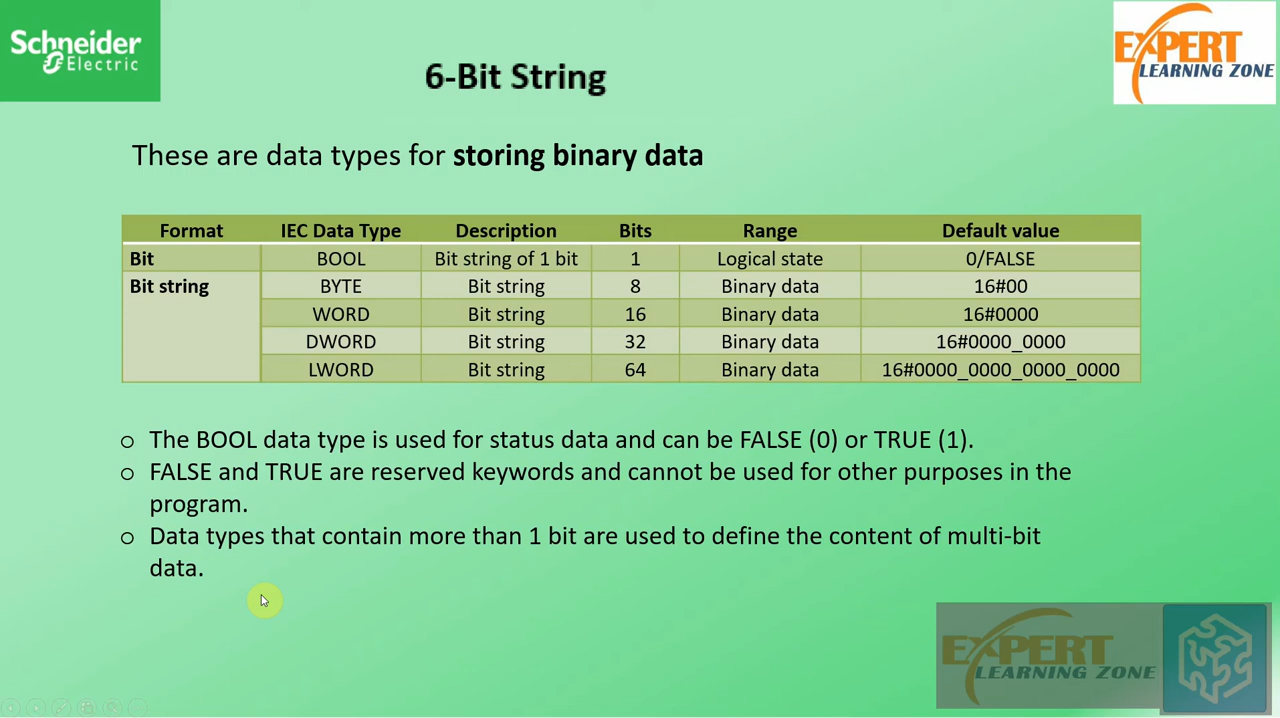 Schneider
Electric
EXPERT
LEARNING ZONE
6-Bit String
These are data types for storing binary data
Format IEC Data Type Description Bits Range Default value
Bit BOOL Bit string of 1 bit 1 Logical state 0/FALSE
Bit string BYTE Bit string 8 Binary data 16#00
WORD Bit string 16 Binary data 16#0000
DWORD Bit string 32 Binary data 16#0000_0000
LWORD Bit string 64 Binary data 16#0000_0000_0000_0000
o The BOOL data type is used for status data and can be FALSE (0) or TRUE (1).
o FALSE and TRUE are reserved keywords and cannot be used for other purposes in the
program.
o Data types that contain more than 1 bit are used to define the content of multi-bit
data.
EXPERT
LEARNING ZONE